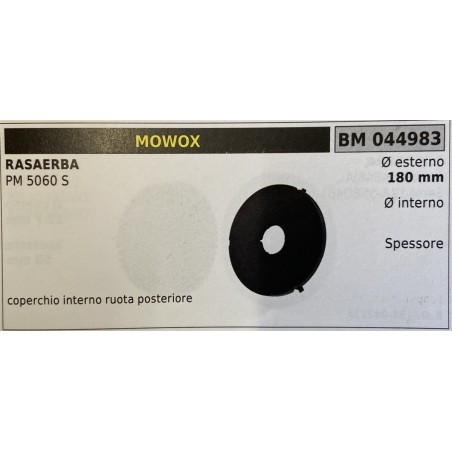 MOWOX
BM 044983
RASAERBA
PM 5060 S
Ø esterno
180 mm
Ø interno
Spessore
coperchio interno ruota posteriore